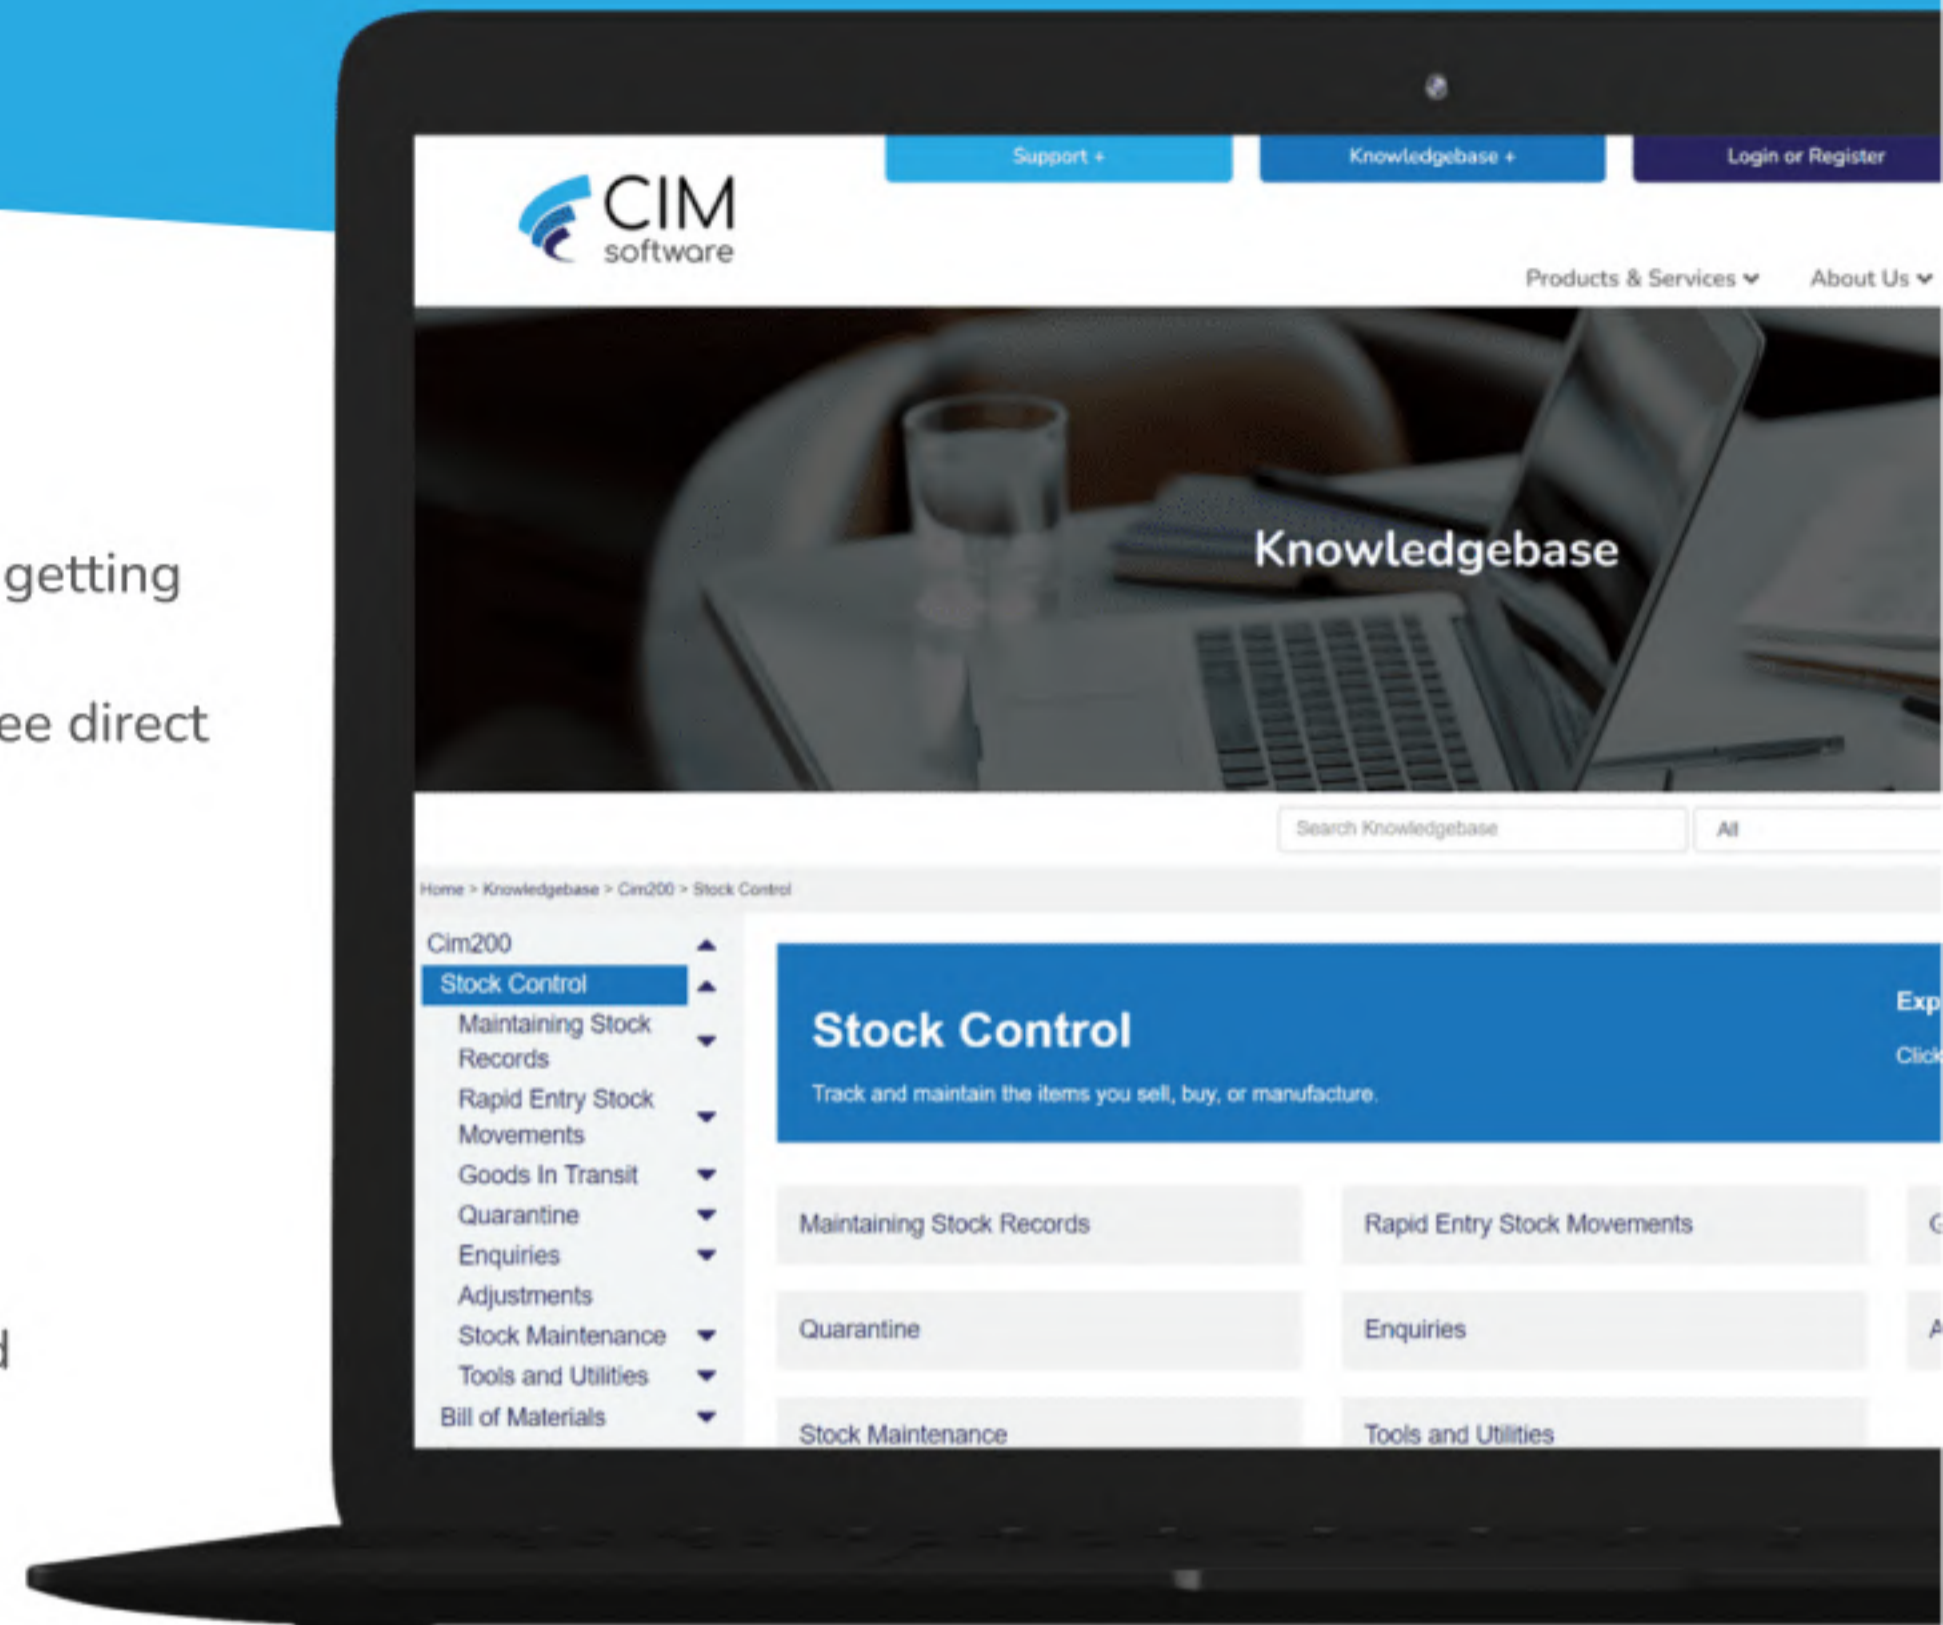 getting
direct
CIM
software
Support +
Knowledgebase +
Login or Register
Products & Services
About Us
Knowledgebase
Search Knowledgebase
All
Home > Knowledgebase > Cim200 > Stock Control
Cim200
Stock Control
Maintaining Stock
Records
Rapid Entry Stock
Movements
Goods In Transit
Quarantine
Enquiries
Adjustments
Stock Maintenance
Tools and Utilities
Bill of Materials
Stock Control
Track and maintain the items you sell, buy, or manufacture.
Exp
Click
Maintaining Stock Records
Rapid Entry Stock Movements
Quarantine
Enquiries
Stock Maintenance
Tools and Utilities